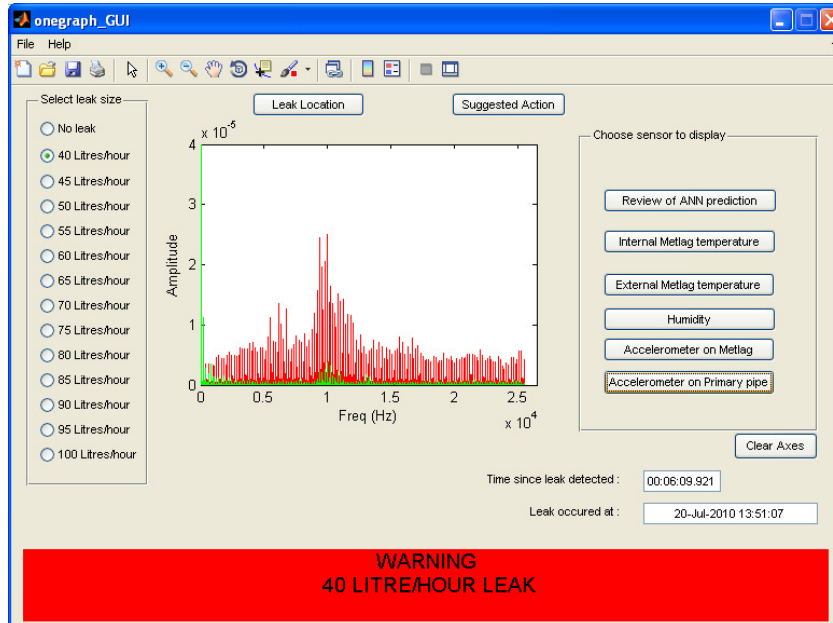 onegraph_GUI
File Help
Select leak size
No leak
40 Litres/hour
45 Litres/hour
50 Litres/hour
55 Litres/hour
60 Litres/hour
65 Litres/hour
70 Litres/hour
75 Litres/hour
80 Litres/hour
85 Litres/hour
90 Litres/hour
95 Litres/hour
100 Litres/hour
Leak Location
Suggested Action
x 10-5
4
3
2
1
0
Amplitude
0 0.5 1 1.5 2 2.5
Freq (Hz)
x 10 4
Choose sensor to display
Review of ANN prediction
Internal Metlag temperature
External Metlag temperature
Humidity
Accelerometer on Metlag
Accelerometer on Primary pipe
Clear Axes
Time since leak detected : 00:06:09.921
Leak occured at : 20-Jul-2010 13:51:07
WARNING
40 LITRE/HOUR LEAK